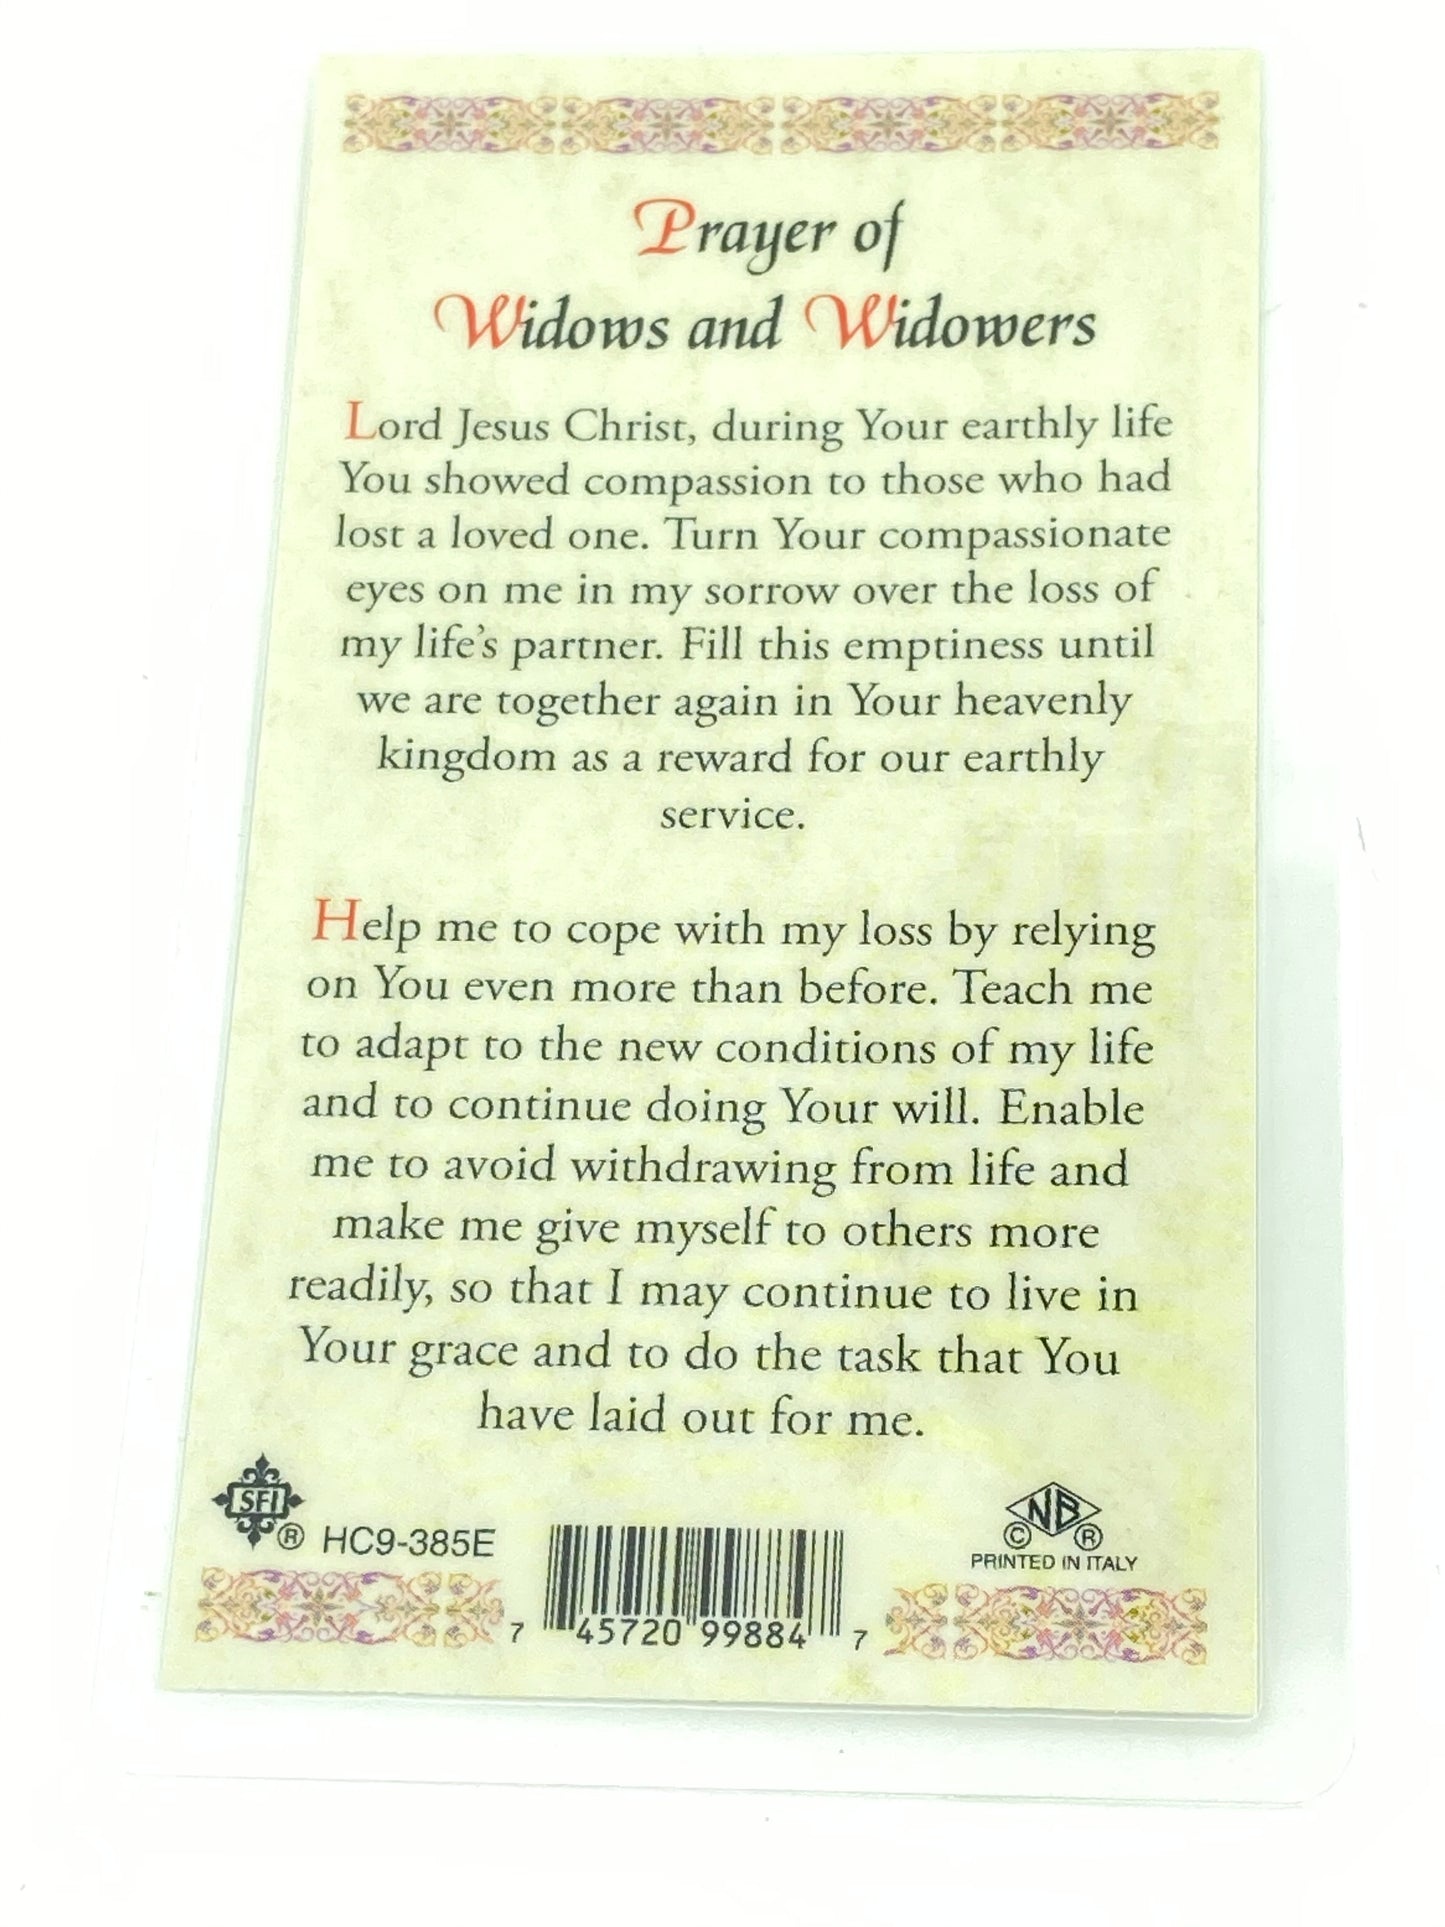 Prayer of
Widows and Widowers
Lord Jesus Christ, during Your earthly life
You showed compassion to those who had
lost a loved one. Turn Your compassionate
eyes on me in my sorrow over the loss of
my life's partner. Fill this emptiness until
we are together again in Your heavenly
kingdom as a reward for our earthly
service.
Help me to cope with my loss by relying
on You even more than before. Teach me
to adapt to the new conditions of my life
and to continue doing Your will. Enable
me to avoid withdrawing from life and
make me give myself to others more
readily, so that I may continue to live in
Your grace and to do the task that You
have laid out for me.
SFI ® HC9-385E
NB
© ®
PRINTED IN ITALY
7 45720 99884 7